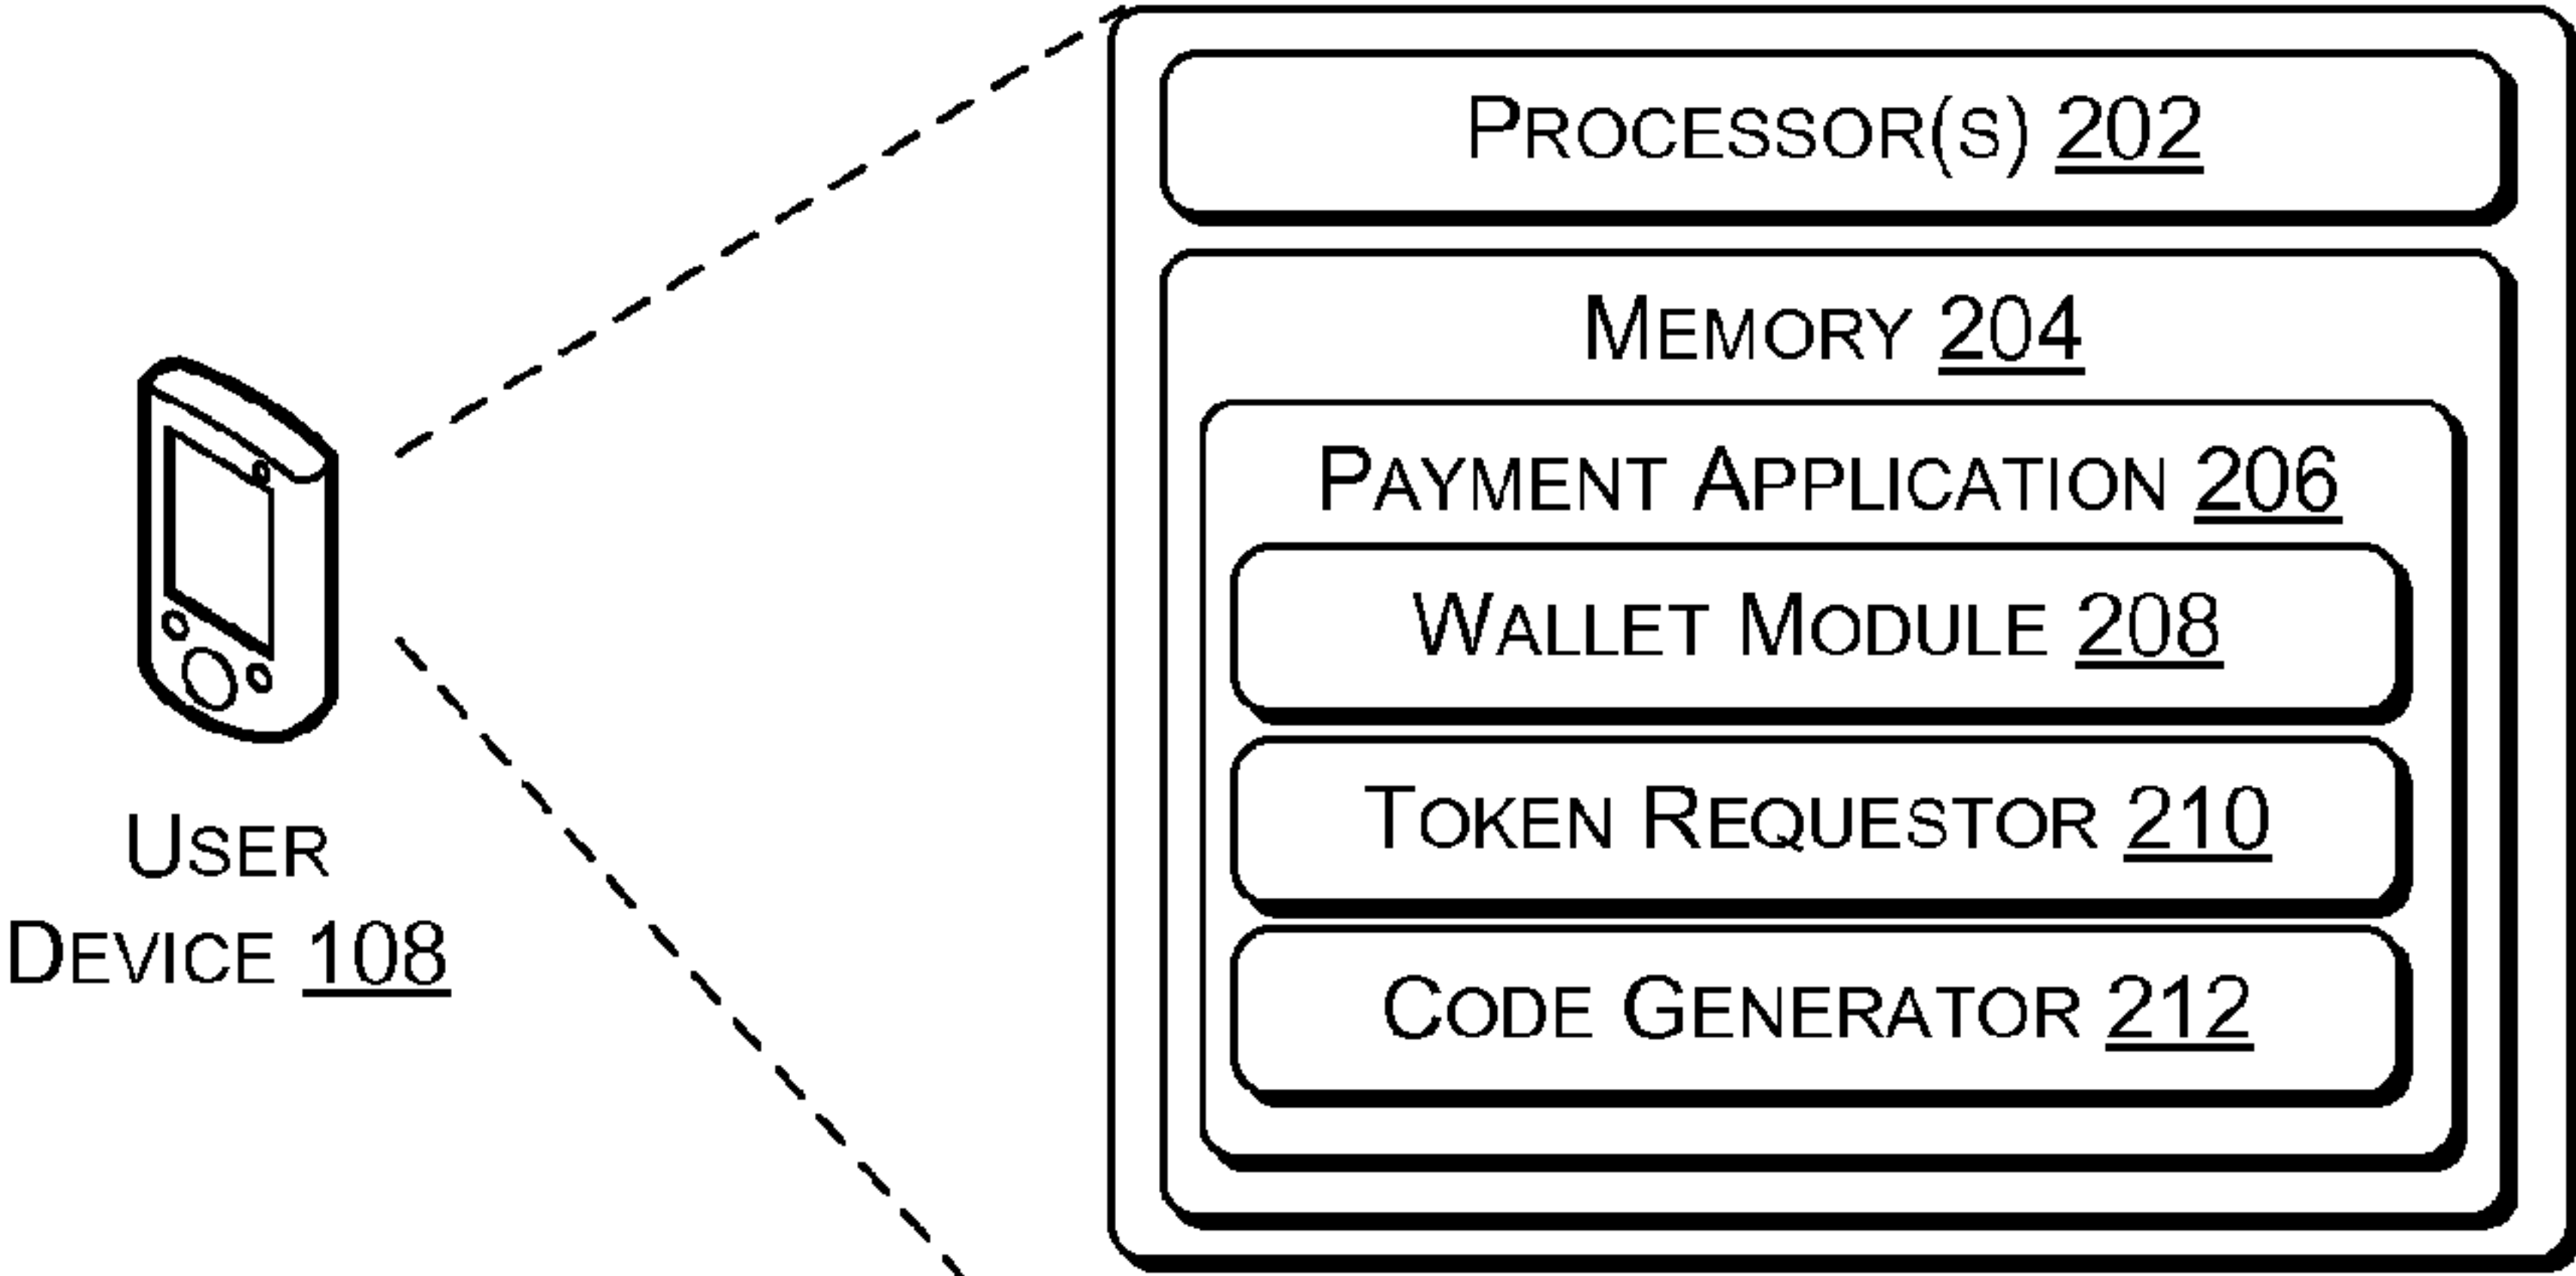 PROCESSOR(S) 202
MEMORY 204
PAYMENT APPLICATION 206
WALLET MODULE 208
TOKEN REQUESTOR 210
CODE GENERATOR 212
USER
DEVICE 108